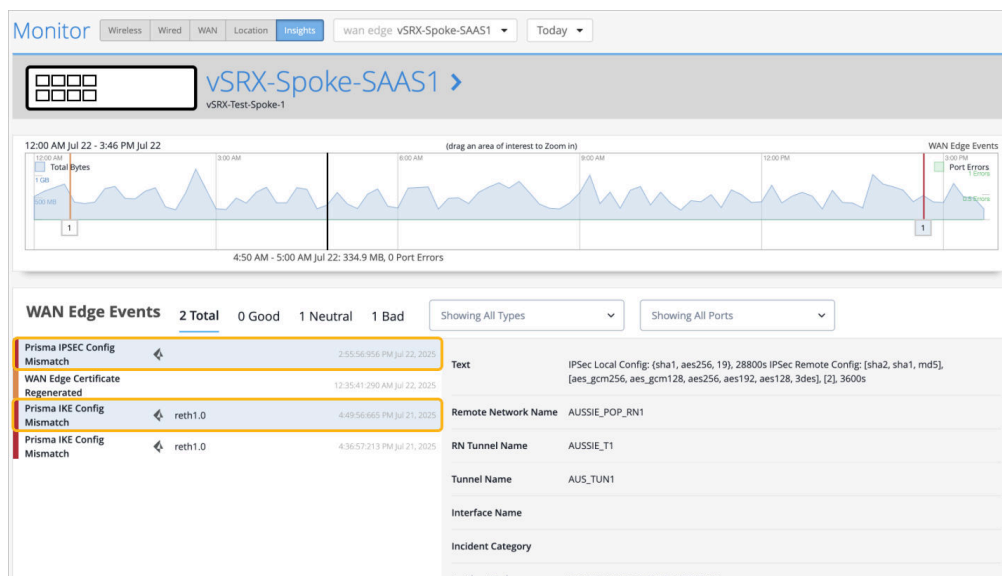 Monitor Wireless Wired WAN Location Insights wan edge vSRX-Spoke-SAAS1 Today
vSRX-Spoke-SAAS1
vSRX-Test-Spoke-1
12:00 AM Jul 22 - 3:46 PM Jul 22 (drag an area of interest to Zoom in) WAN Edge Events
12:00 AM 3:00 AM 6:00 AM 9:00 AM 12:00 PM 3:00 PM
Total Bytes Port Errors
1 GB 1 Errors
500 MB 0.5 Errors
1 1
4:50 AM - 5:00 AM Jul 22: 334.9 MB, 0 Port Errors
WAN Edge Events 2 Total 0 Good 1 Neutral 1 Bad Showing All Types Showing All Ports
Prisma IPSEC Config
Mismatch 2:55:56:956 PM Jul 22, 2025
WAN Edge Certificate
Regenerated 12:35:41:290 AM Jul 22, 2025
Prisma IKE Config
Mismatch reth1.0 4:49:56:665 PM Jul 21, 2025
Prisma IKE Config
Mismatch reth1.0 4:36:57:213 PM Jul 21, 2025
Text IPSec Local Config: {sha1, aes256, 19}, 28800s IPSec Remote Config: [sha2, sha1, md5],
[aes_gcm256, aes_gcm128, aes256, aes192, aes128, 3des], [2], 3600s
Remote Network Name AUSSIE_POP_RN1
RN Tunnel Name AUSSIE_T1
Tunnel Name AUS_TUN1
Interface Name
Incident Category